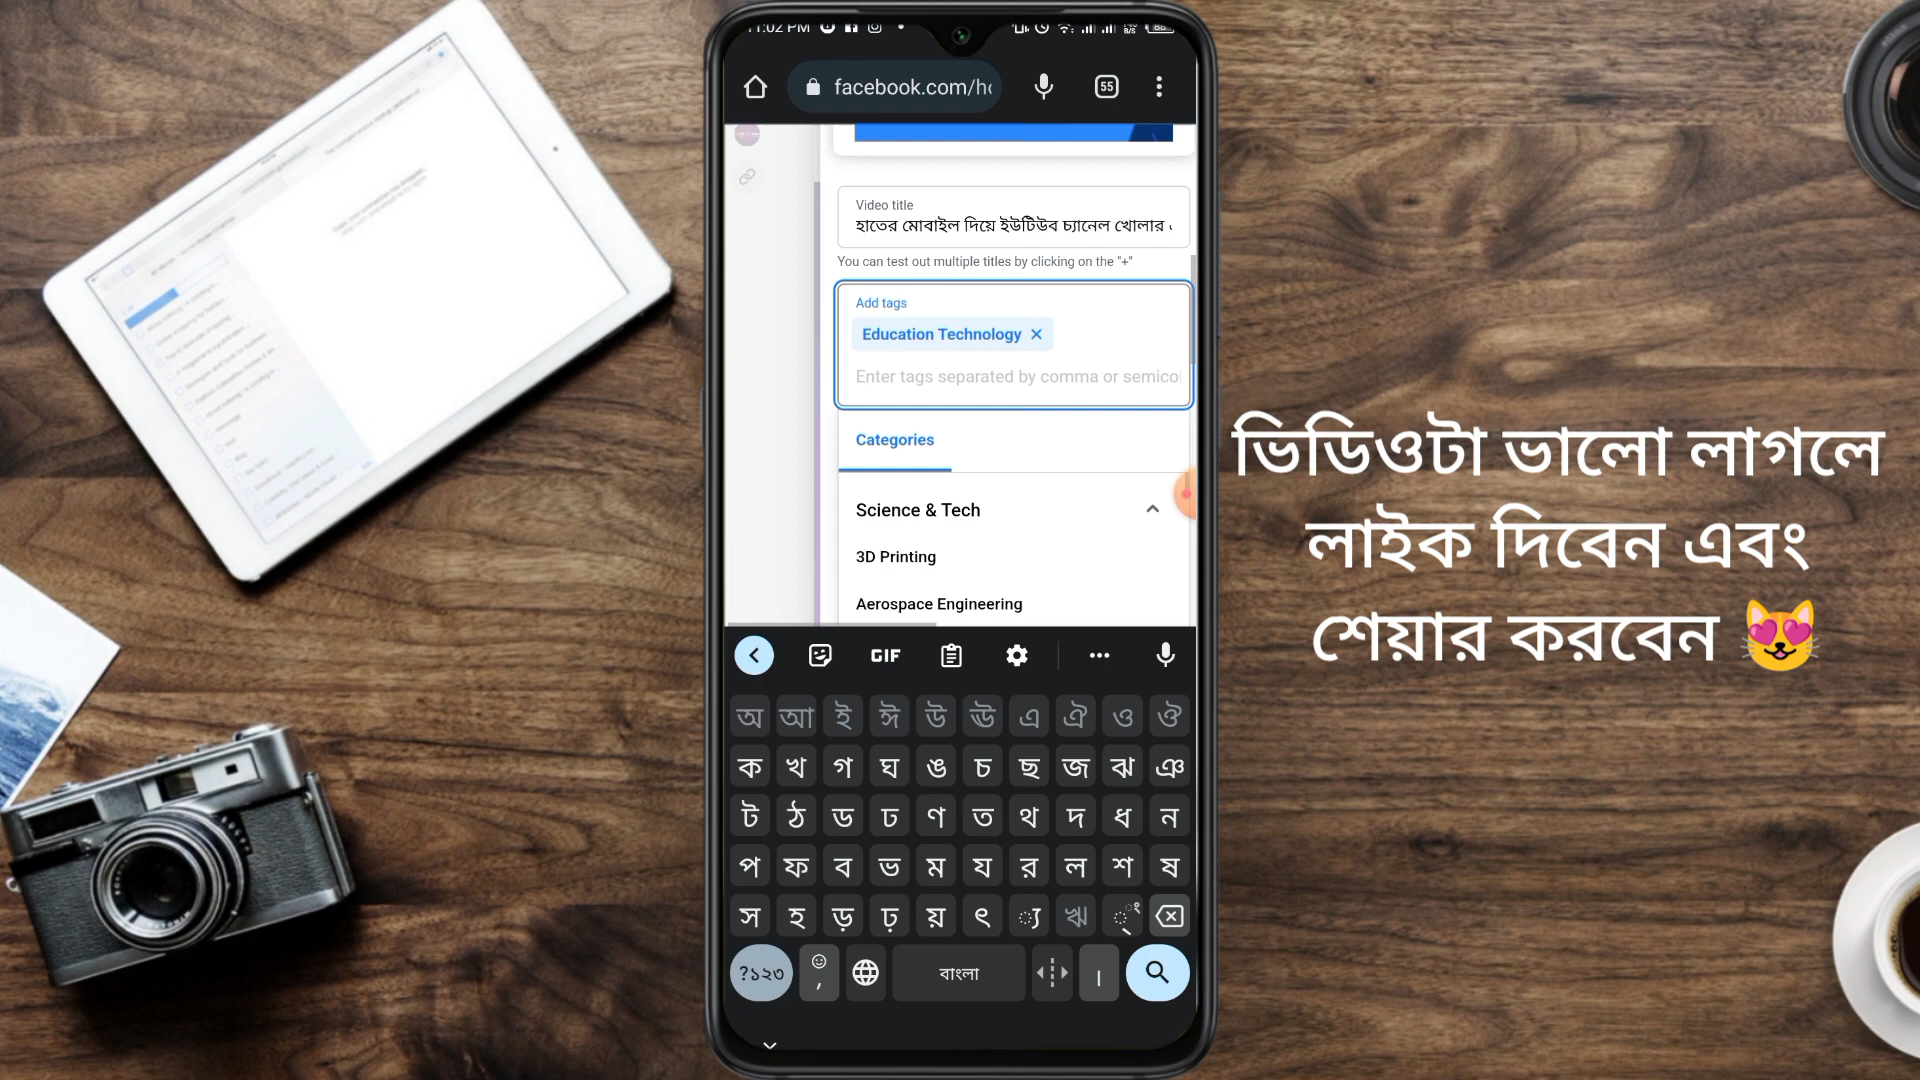 11:02 PM
facebook.com/h
55
Video title
হাতের মোবাইল দিয়ে ইউটিউব চ্যানেল খোলার
You can test out multiple titles by clicking on the "+"
Add tags
Education Technology
Enter tags separated by comma or semico
Categories
Science & Tech
3D Printing
Aerospace Engineering
GIF
অ আ ই ঈ উ ঊ এ ঐ ও ঔ
ক খ গ ঘ ঙ চ ছ জ ঝ ঞ
ট ঠ ড ঢ ণ ত থ দ ধ ন
প ফ ব ভ ম য র ল শ ষ
স হ ড় ঢ় য় ৎ ্য ঋ
?১২৩ , বাংলা ।
ভিডিওটা ভালো লাগলে
লাইক দিবেন এবং
শেয়ার করবেন 😻